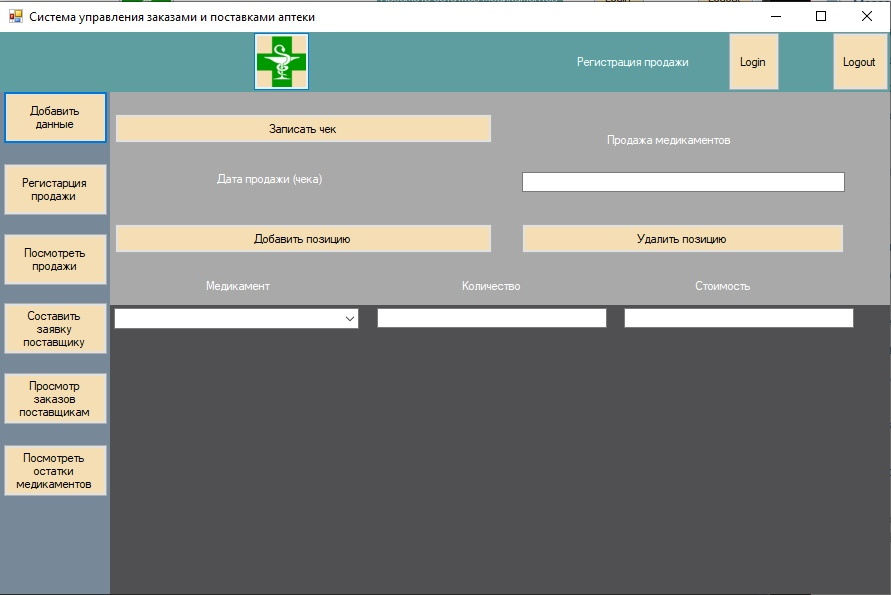 Система управления заказами и поставками аптеки
Регистрация продажи
Login
Logout
Добавить
данные
Регистарция
продажи
Посмотреть
продажи
Составить
заявку
поставщику
Просмотр
заказов
поставщикам
Посмотреть
остатки
медикаментов
Записать чек
Продажа медикаментов
Дата продажи (чека)
Добавить позицию
Удалить позицию
Медикамент
Количество
Стоимость